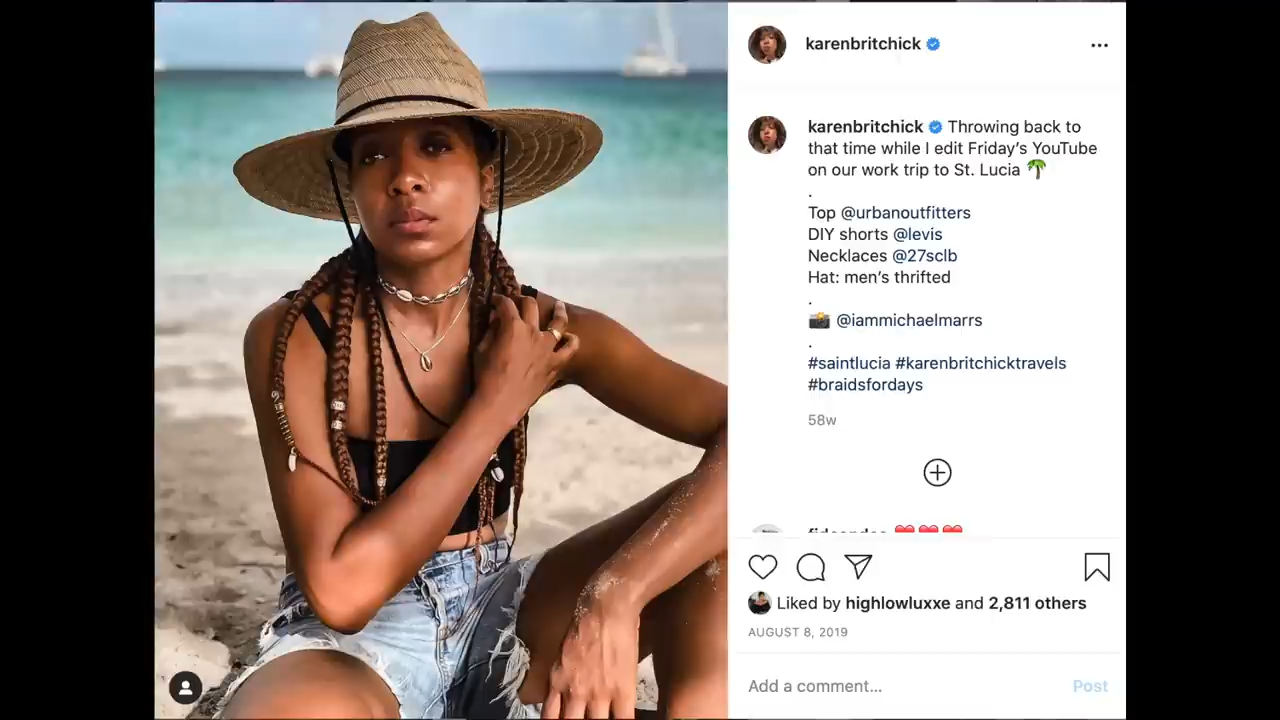 karenbritchick
karenbritchick Throwing back to
that time while I edit Friday’s YouTube
on our work trip to St. Lucia 🌴
.
Top @urbanoutfitters
DIY shorts @levis
Necklaces @27sclb
Hat: men’s thrifted
.
📸 @iammichaelmarrs
.
#saintlucia #karenbritchicktravels
#braidsfordays
58w
❤️❤️❤️
Liked by highlowluxxe and 2,811 others
AUGUST 8, 2019
Add a comment...
Post